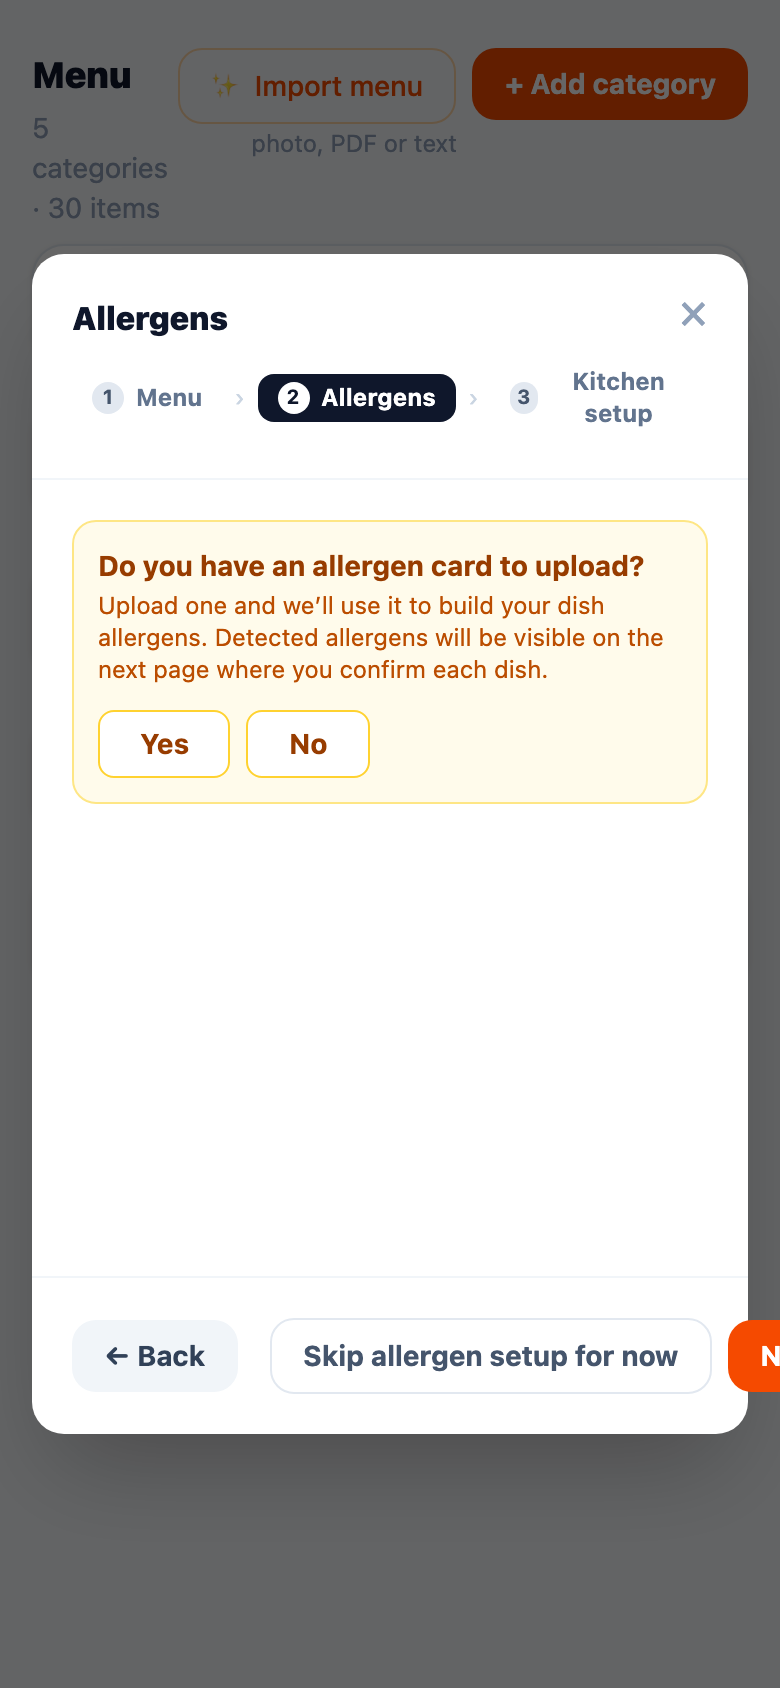 Menu
✨ Import menu
+ Add category
photo, PDF or text
5
categories
· 30 items
Allergens
×
1 Menu › 2 Allergens › 3 Kitchen
setup
Do you have an allergen card to upload?
Upload one and we’ll use it to build your dish
allergens. Detected allergens will be visible on the
next page where you confirm each dish.
Yes
No
← Back
Skip allergen setup for now